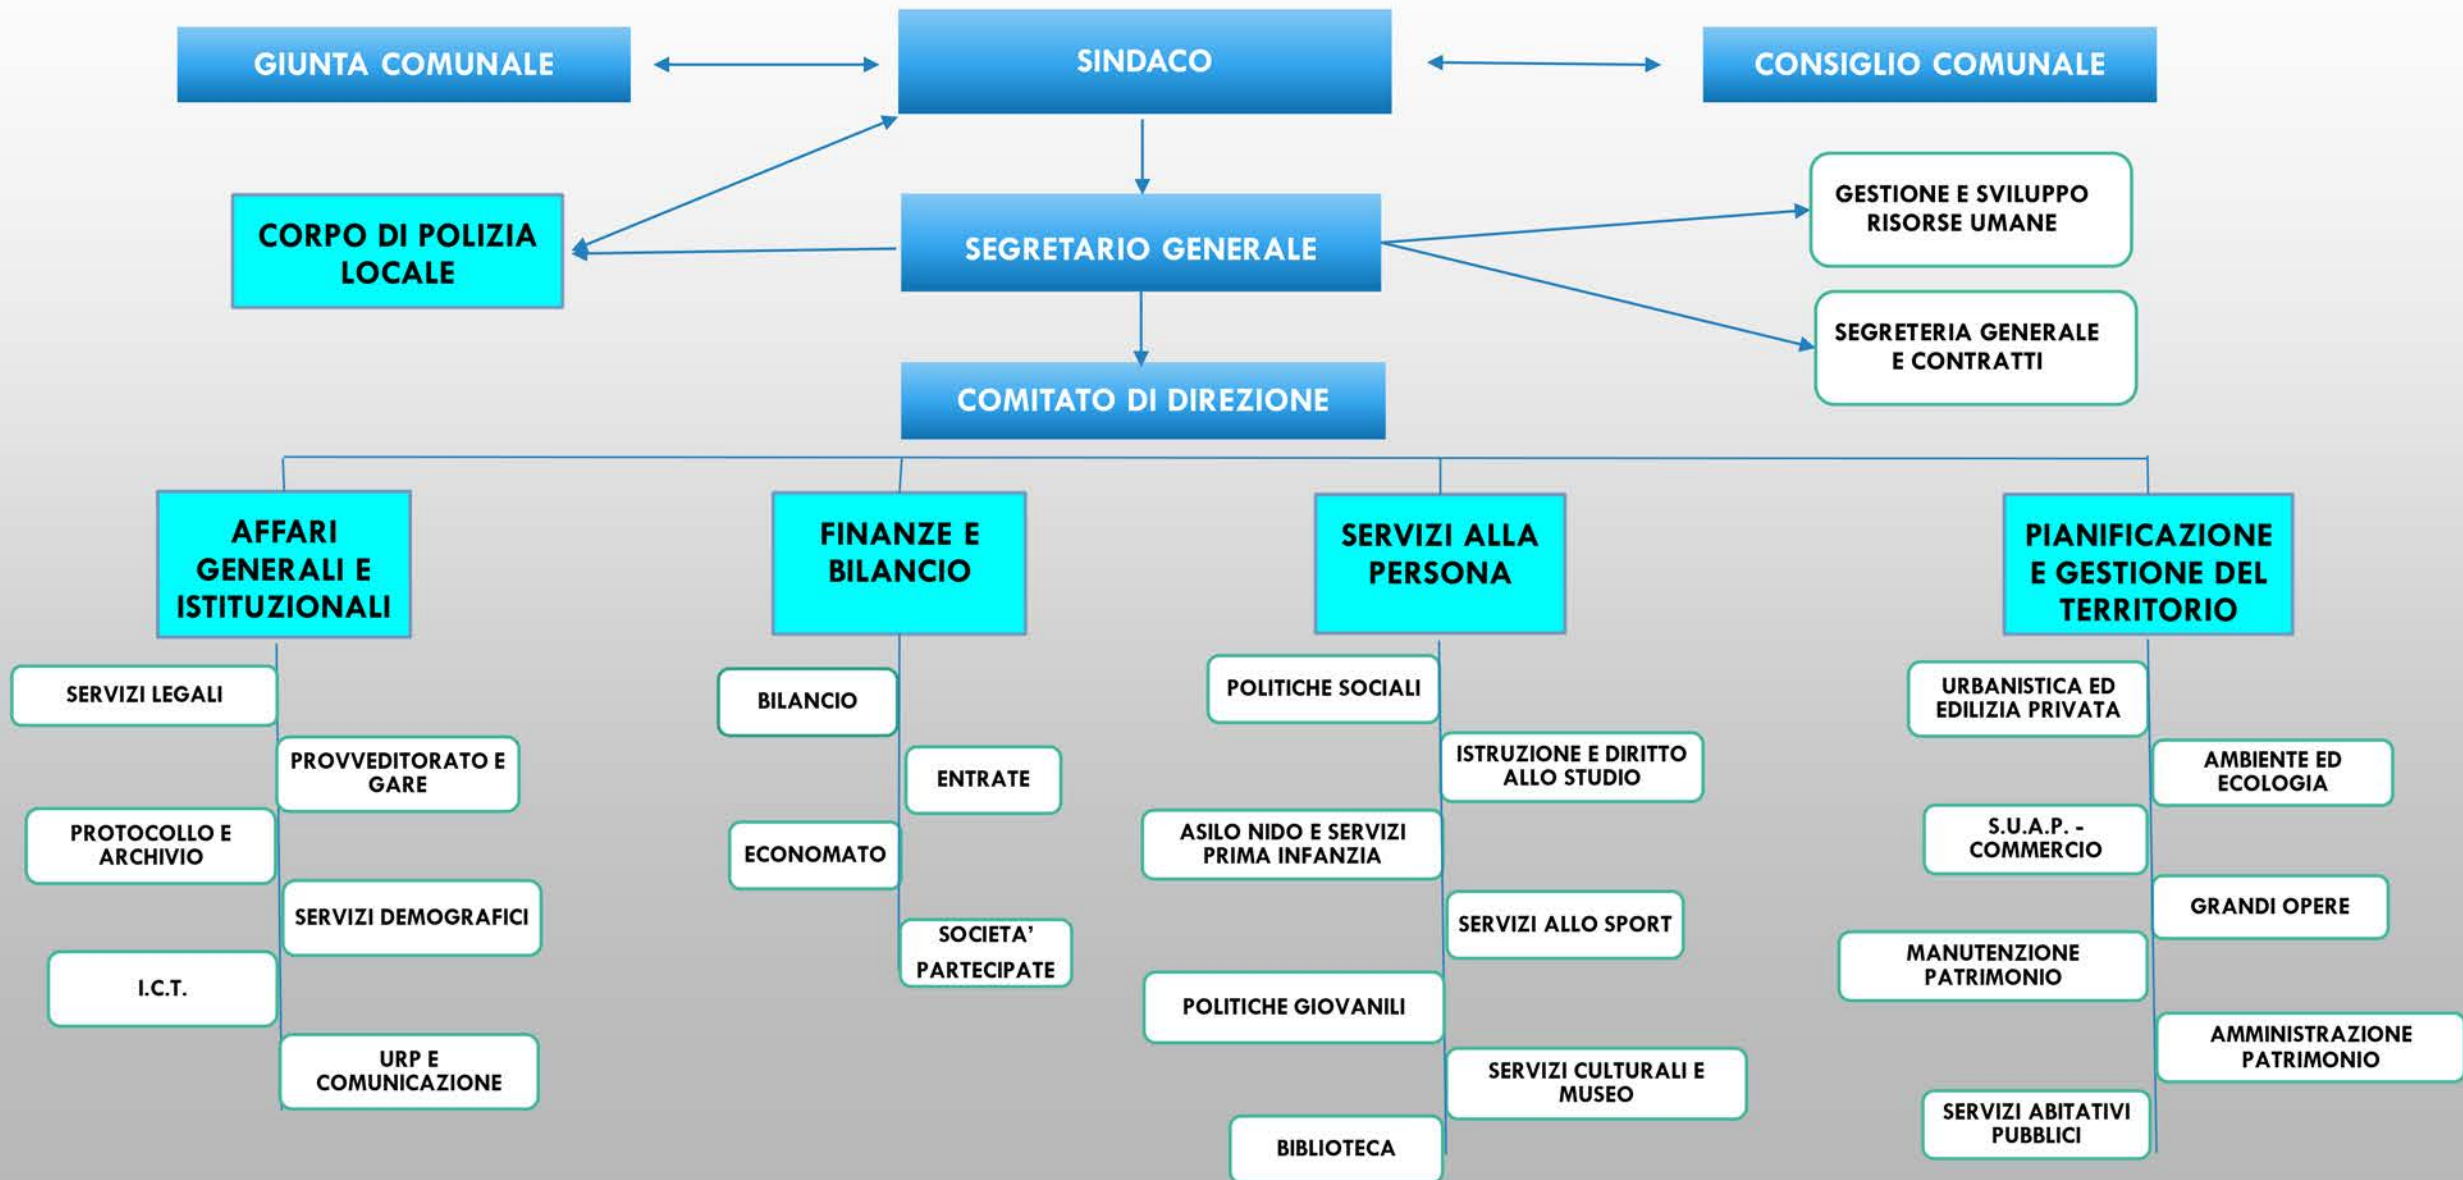 GIUNTA COMUNALE
SINDACO
CONSIGLIO COMUNALE
CORPO DI POLIZIA
LOCALE
SEGRETARIO GENERALE
GESTIONE E SVILUPPO
RISORSE UMANE
SEGRETERIA GENERALE
E CONTRATTI
COMITATO DI DIREZIONE
AFFARI
GENERALI E
ISTITUZIONALI
SERVIZI LEGALI
PROVVEDITORATO E
GARE
PROTOCOLLO E
ARCHIVIO
SERVIZI DEMOGRAFICI
I.C.T.
URP E
COMUNICAZIONE
FINANZE E
BILANCIO
BILANCIO
ENTRATE
ECONOMATO
SOCIETA'
PARTECIPATE
SERVIZI ALLA
PERSONA
POLITICHE SOCIALI
ISTRUZIONE E DIRITTO
ALLO STUDIO
ASILO NIDO E SERVIZI
PRIMA INFANZIA
SERVIZI ALLO SPORT
POLITICHE GIOVANILI
SERVIZI CULTURALI E
MUSEO
BIBLIOTECA
PIANIFICAZIONE
E GESTIONE DEL
TERRITORIO
URBANISTICA ED
EDILIZIA PRIVATA
AMBIENTE ED
ECOLOGIA
S.U.A.P. -
COMMERCIO
GRANDI OPERE
MANUTENZIONE
PATRIMONIO
AMMINISTRAZIONE
PATRIMONIO
SERVIZI ABITATIVI
PUBBLICI